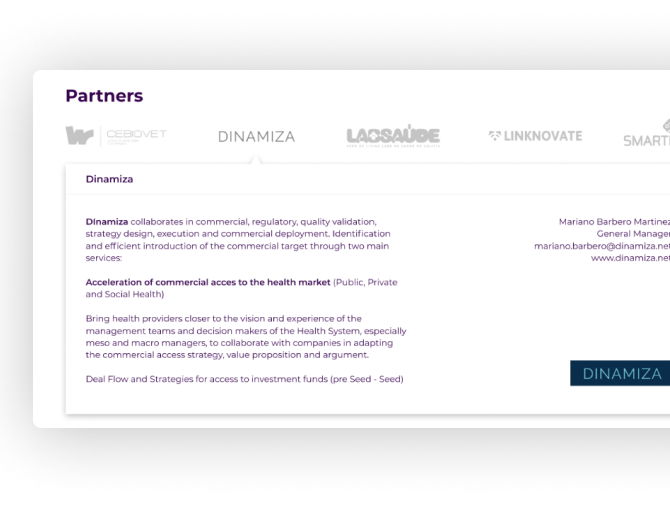 Partners
CEBIOVET
DINAMIZA
LABSAÚDE
LINKNOVATE
SMART
Dinamiza
DInamiza collaborates in commercial, regulatory, quality validation,
strategy design, execution and commercial deployment. Identification
and efficient introduction of the commercial target through two main
services:
Acceleration of commercial acces to the health market (Public, Private
and Social Health)
Bring health providers closer to the vision and experience of the
management teams and decision makers of the Health System, especially
meso and macro managers, to collaborate with companies in adapting
the commercial access strategy, value proposition and argument.
Deal Flow and Strategies for access to investment funds (pre Seed - Seed)
Mariano Barbero Martinez
General Manager
mariano.barbero@dinamiza.net
www.dinamiza.net
DINAMIZA